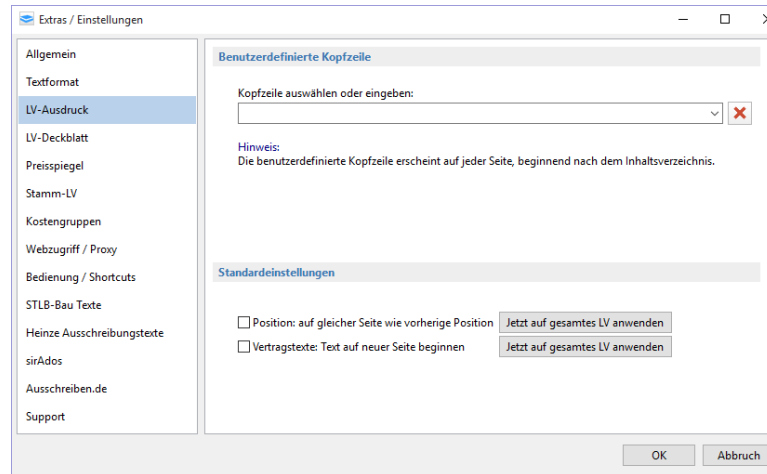 Extras / Einstellungen
Allgemein
Textformat
LV-Ausdruck
LV-Deckblatt
Preisspiegel
Stamm-LV
Kostengruppen
Webzugriff / Proxy
Bedienung / Shortcuts
STLB-Bau Texte
Heinze Ausschreibungstexte
sirAdos
Ausschreiben.de
Support
Benutzerdefinierte Kopfzeile
Kopfzeile auswählen oder eingeben:
Hinweis:
Die benutzerdefinierte Kopfzeile erscheint auf jeder Seite, beginnend nach dem Inhaltsverzeichnis.
Standardeinstellungen
Position: auf gleicher Seite wie vorherige Position Jetzt auf gesamtes LV anwenden
Vertragstexte: Text auf neuer Seite beginnen Jetzt auf gesamtes LV anwenden
OK Abbruch